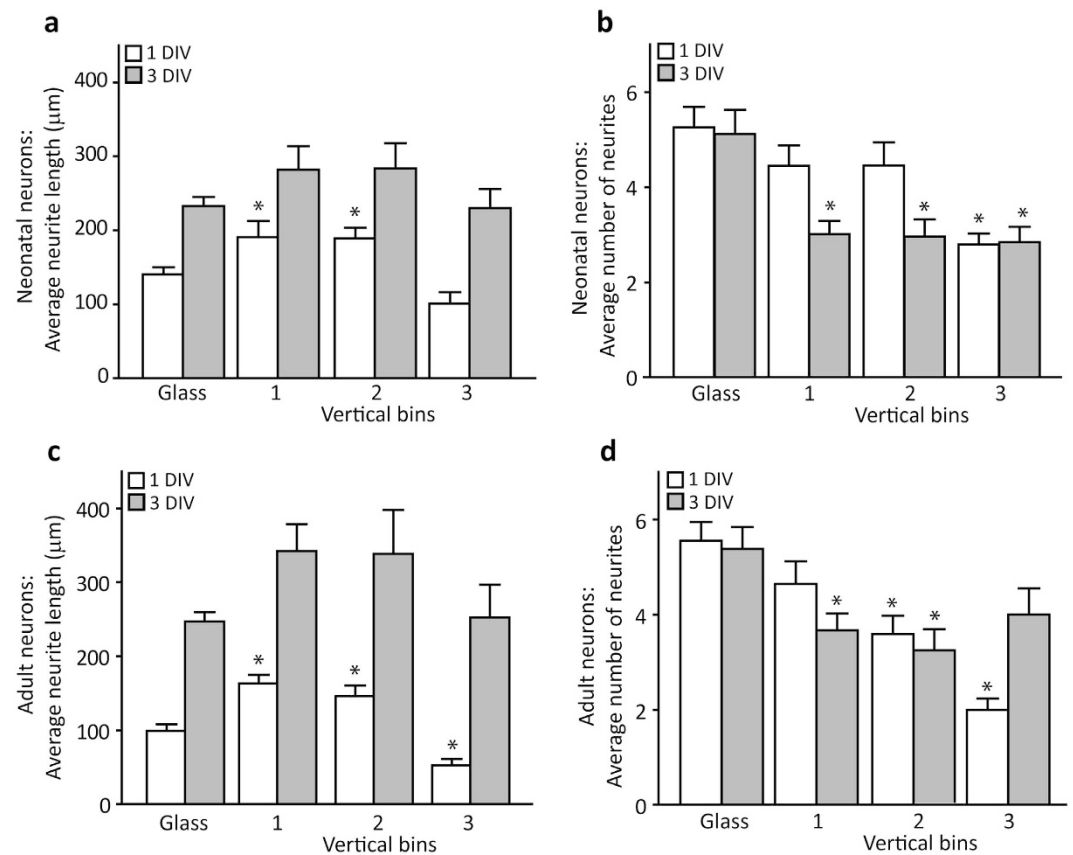 a
1 DIV
3 DIV
Neonatal neurons:
Average neurite length (μm)
400
300
200
100
0
Glass 1 2 3
Vertical bins
b
1 DIV
3 DIV
Neonatal neurons:
Average number of neurites
6
4
2
0
* * * *
Glass 1 2 3
Vertical bins
c
1 DIV
3 DIV
Adult neurons:
Average neurite length (μm)
400
300
200
100
0
* * *
Glass 1 2 3
Vertical bins
d
1 DIV
3 DIV
Adult neurons:
Average number of neurites
6
4
2
0
* * * *
Glass 1 2 3
Vertical bins